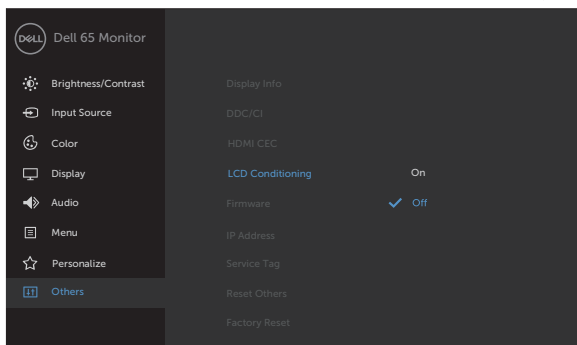 DELL Dell 65 Monitor
Brightness/Contrast
Input Source
Color
Display
Audio
Menu
Personalize
Others
Display Info
DDC/CI
HDMI CEC
LCD Conditioning On
Firmware Off
IP Address
Service Tag
Reset Others
Factory Reset